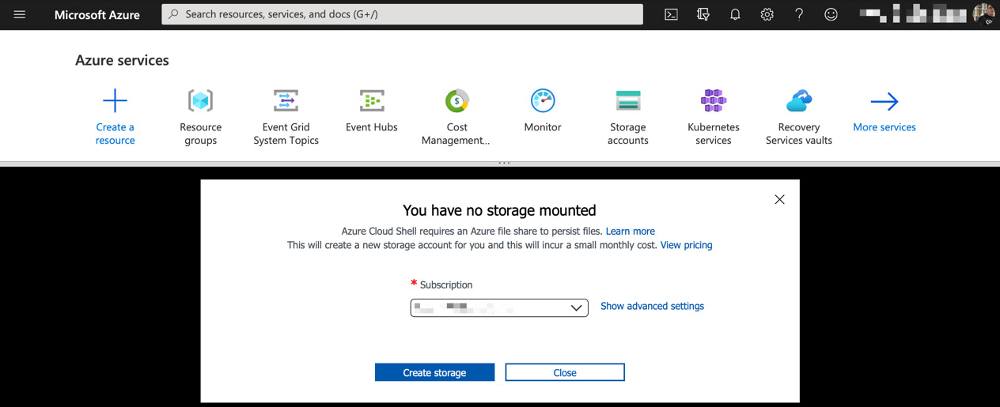 Microsoft Azure
Search resources, services, and docs (G+/)
Azure services
Create a
resource
Resource
groups
Event Grid
System Topics
Event Hubs
Cost
Management...
Monitor
Storage
accounts
Kubernetes
services
Recovery
Services vaults
More services
You have no storage mounted
Azure Cloud Shell requires an Azure file share to persist files. Learn more
This will create a new storage account for you and this will incur a small monthly cost. View pricing
* Subscription
Show advanced settings
Create storage
Close